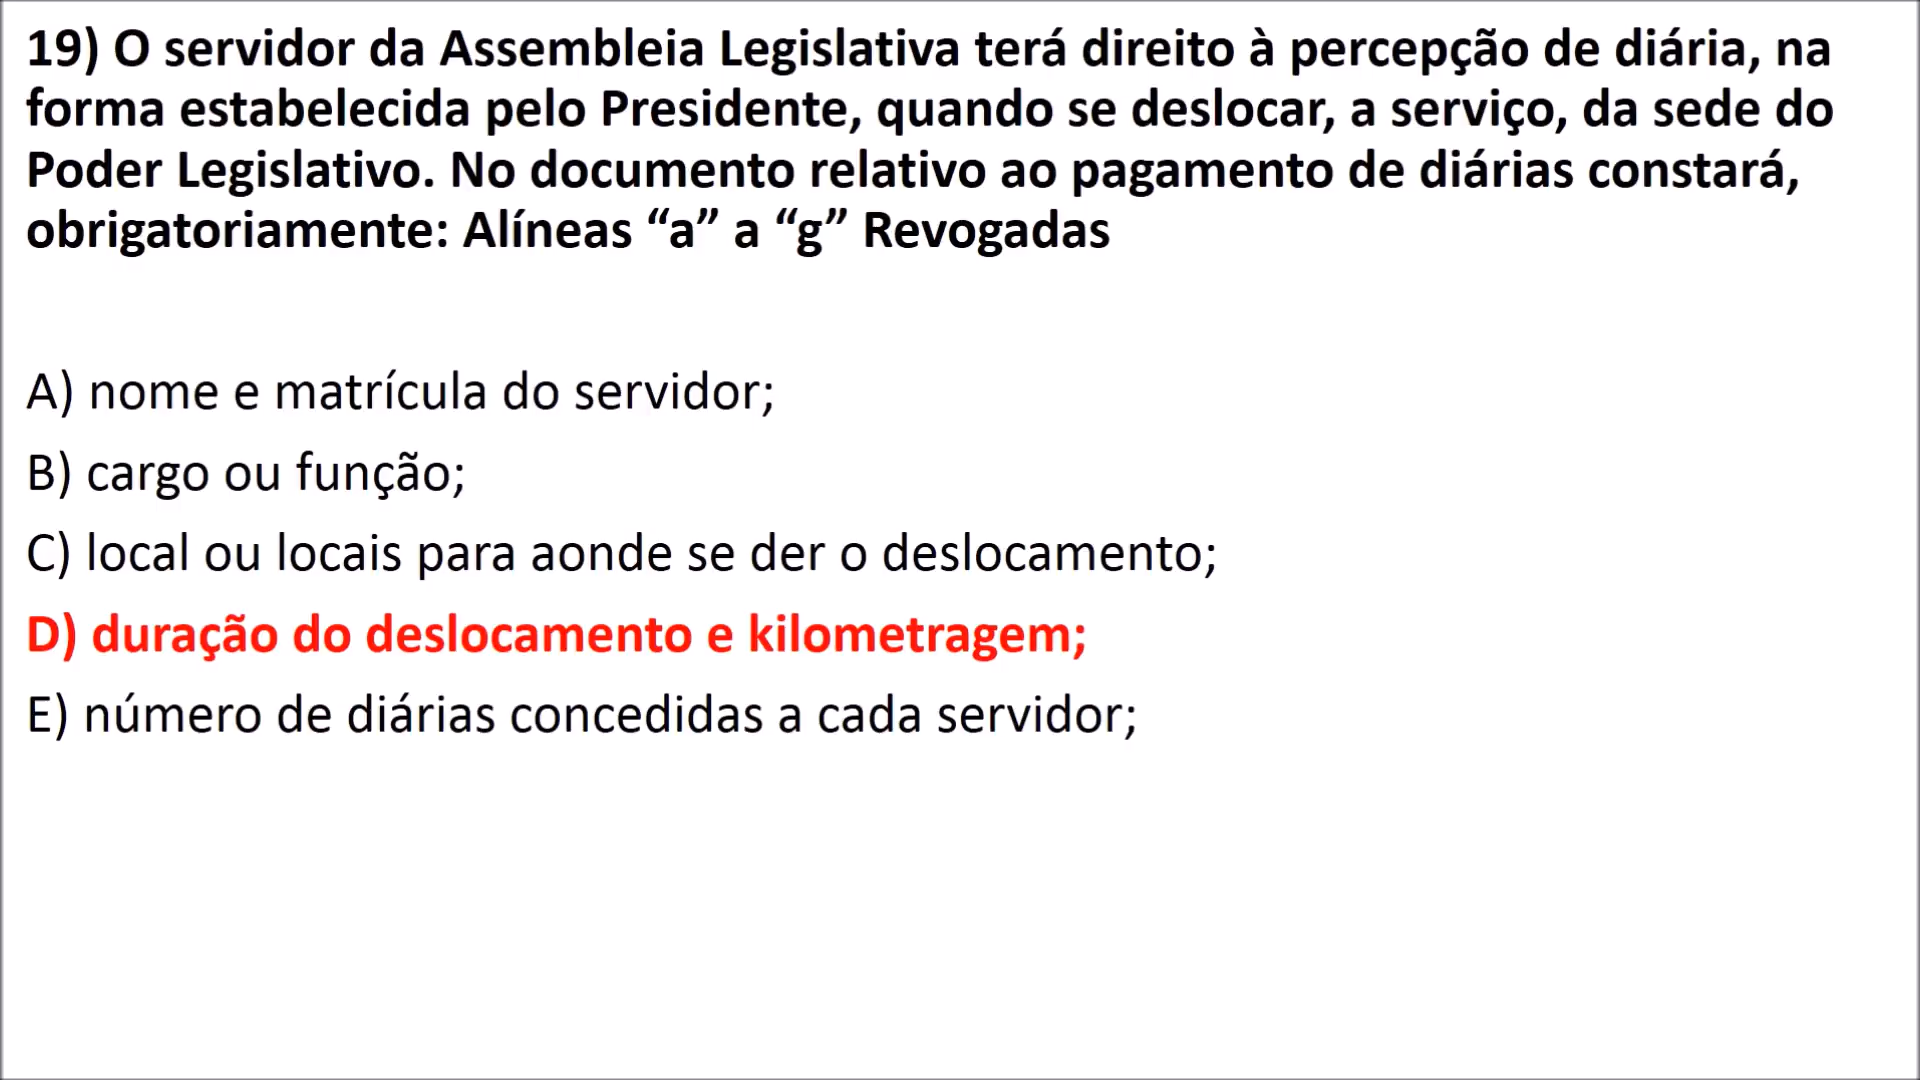 19) O servidor da Assembleia Legislativa terá direito à percepção de diária, na
forma estabelecida pelo Presidente, quando se deslocar, a serviço, da sede do
Poder Legislativo. No documento relativo ao pagamento de diárias constará,
obrigatoriamente: Alíneas “a” a “g” Revogadas
A) nome e matrícula do servidor;
B) cargo ou função;
C) local ou locais para aonde se der o deslocamento;
D) duração do deslocamento e kilometragem;
E) número de diárias concedidas a cada servidor;